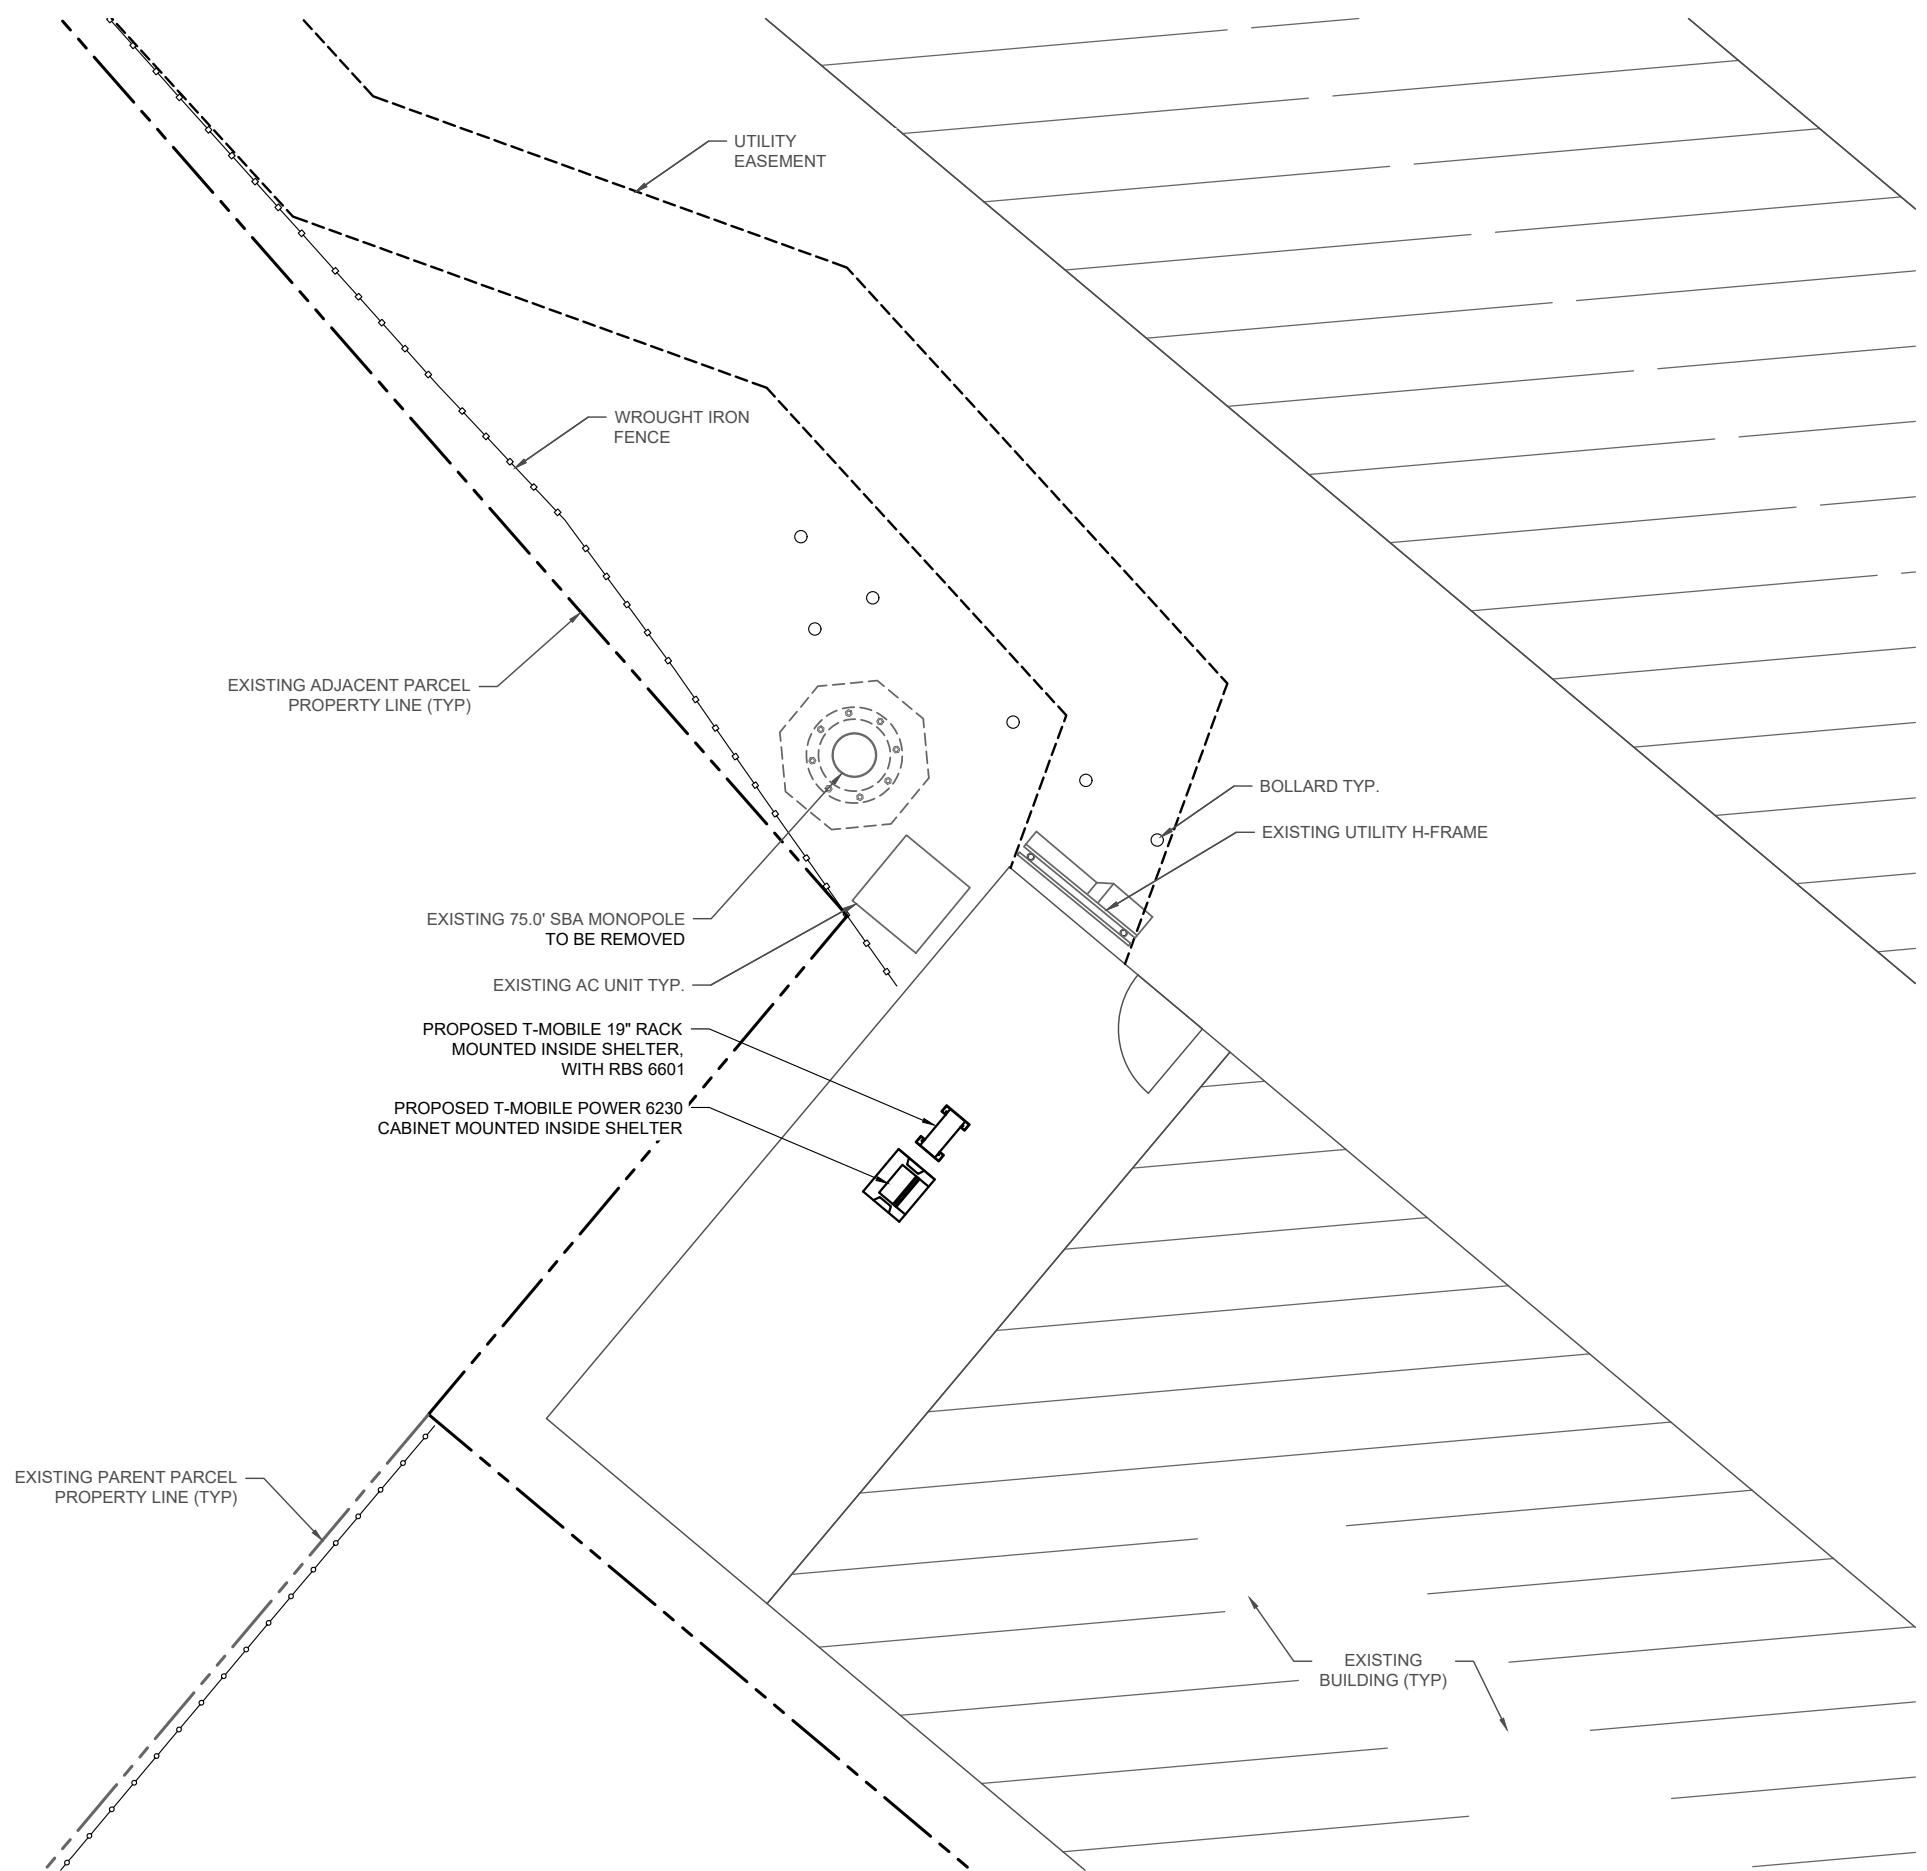 UTILITY
EASEMENT
WROUGHT IRON
FENCE
EXISTING ADJACENT PARCEL
PROPERTY LINE (TYP)
BOLLARD TYP.
EXISTING UTILITY H-FRAME
EXISTING 75.0' SBA MONOPOLE
TO BE REMOVED
EXISTING AC UNIT TYP.
PROPOSED T-MOBILE 19" RACK
MOUNTED INSIDE SHELTER,
WITH RBS 6601
PROPOSED T-MOBILE POWER 6230
CABINET MOUNTED INSIDE SHELTER
EXISTING PARENT PARCEL
PROPERTY LINE (TYP)
EXISTING
BUILDING (TYP)